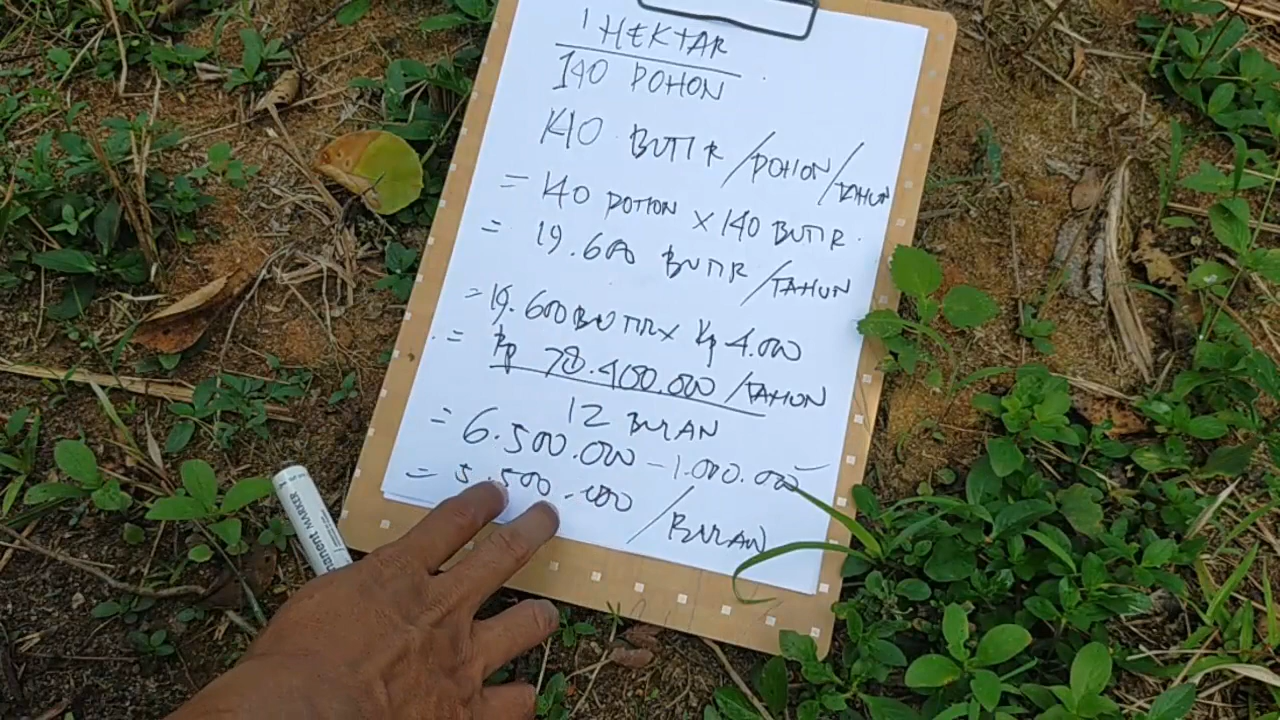 1 HEKTAR
140 POHON
140 BUTIR/POHON/TAHUN
= 140 POHON X 140 BUTIR.
= 19.600 BUTIR/TAHUN
= 19.600 BUTIR X Rp 4.000
= Rp 78.400.000/TAHUN
12 BULAN
= 6.500.000 - 1.000.000
= 5.500.000/BULAN
nament MARKER